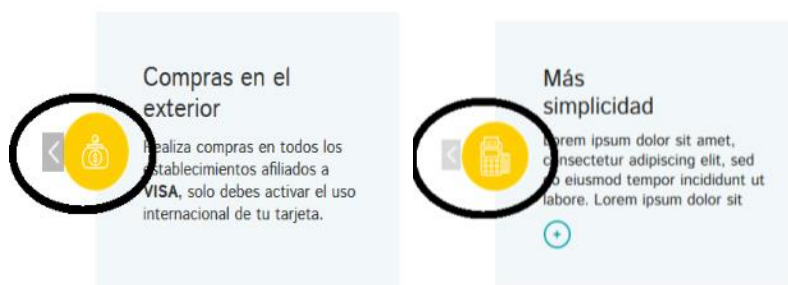 Compras en el
exterior
Realiza compras en todos los
establecimientos afiliados a
VISA, solo debes activar el uso
internacional de tu tarjeta.
Más
simplicidad
Lorem ipsum dolor sit amet,
consectetur adipiscing elit, sed
do eiusmod tempor incididunt ut
labore. Lorem ipsum dolor sit